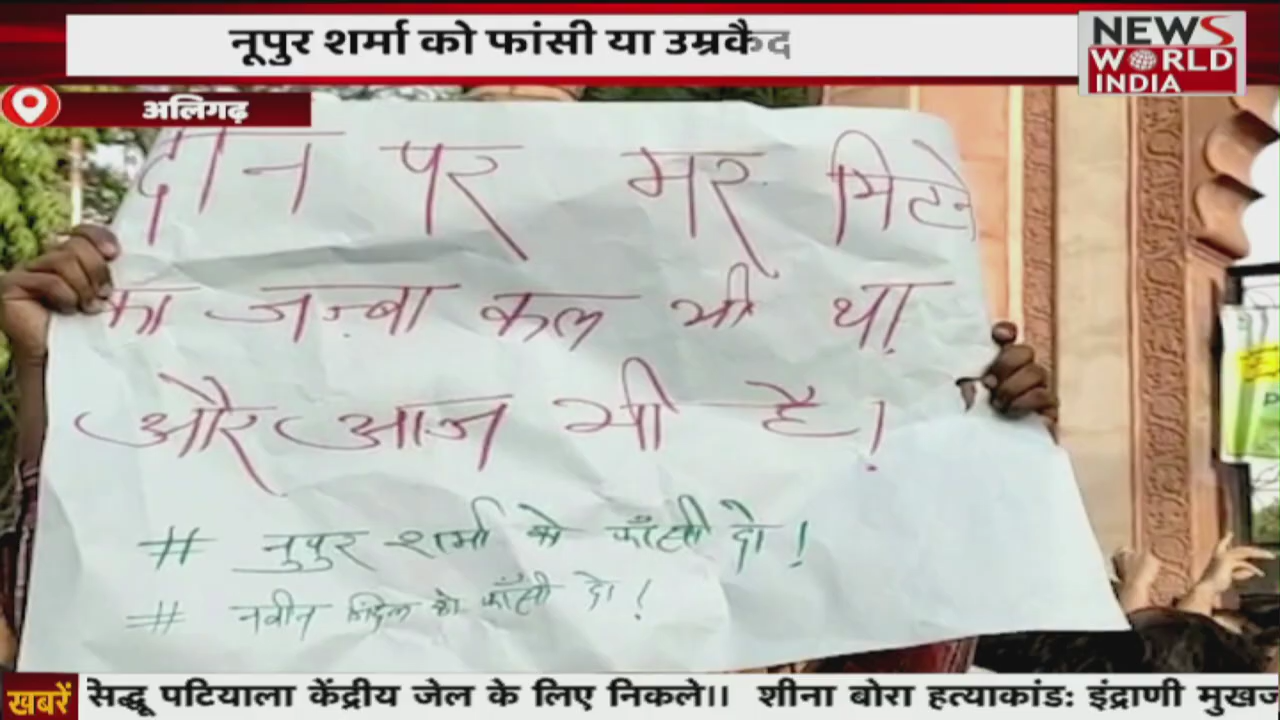 नूपुर शर्मा को फांसी या उम्रकैद
NEWS
WORLD
INDIA
अलिगढ़
दीन पर मर मिटने
का जज़्बा कल भी था
और आज भी है !
# नुपुर शर्मा को फाँसी दो !
# नवीन जिंदल को फाँसी दो !
खबरें
सिद्धू पटियाला केंद्रीय जेल के लिए निकले।। शीना बोरा हत्याकांड: इंद्राणी मुखज